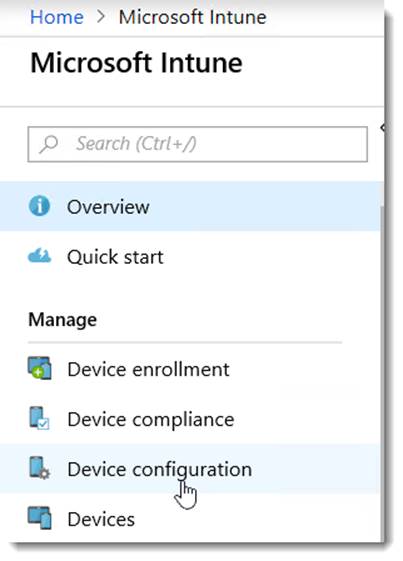 Home > Microsoft Intune
Microsoft Intune
Search (Ctrl+/)
Overview
Quick start
Manage
Device enrollment
Device compliance
Device configuration
Devices